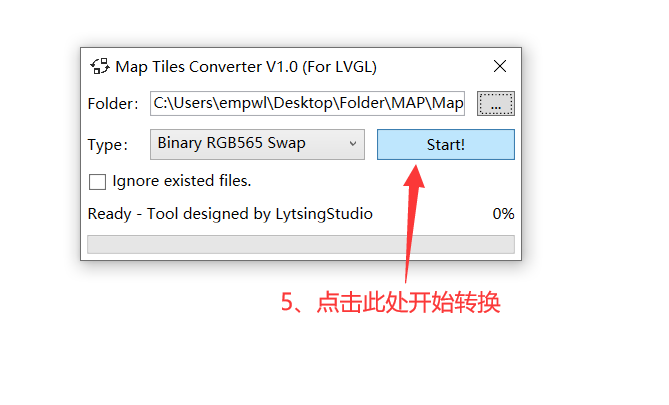 Map Tiles Converter V1.0 (For LVGL)
Folder: C:\Users\empwl\Desktop\Folder\MAP\Map ...
Type: Binary RGB565 Swap Start!
Ignore existed files.
Ready - Tool designed by LytsingStudio 0%
5、点击此处开始转换